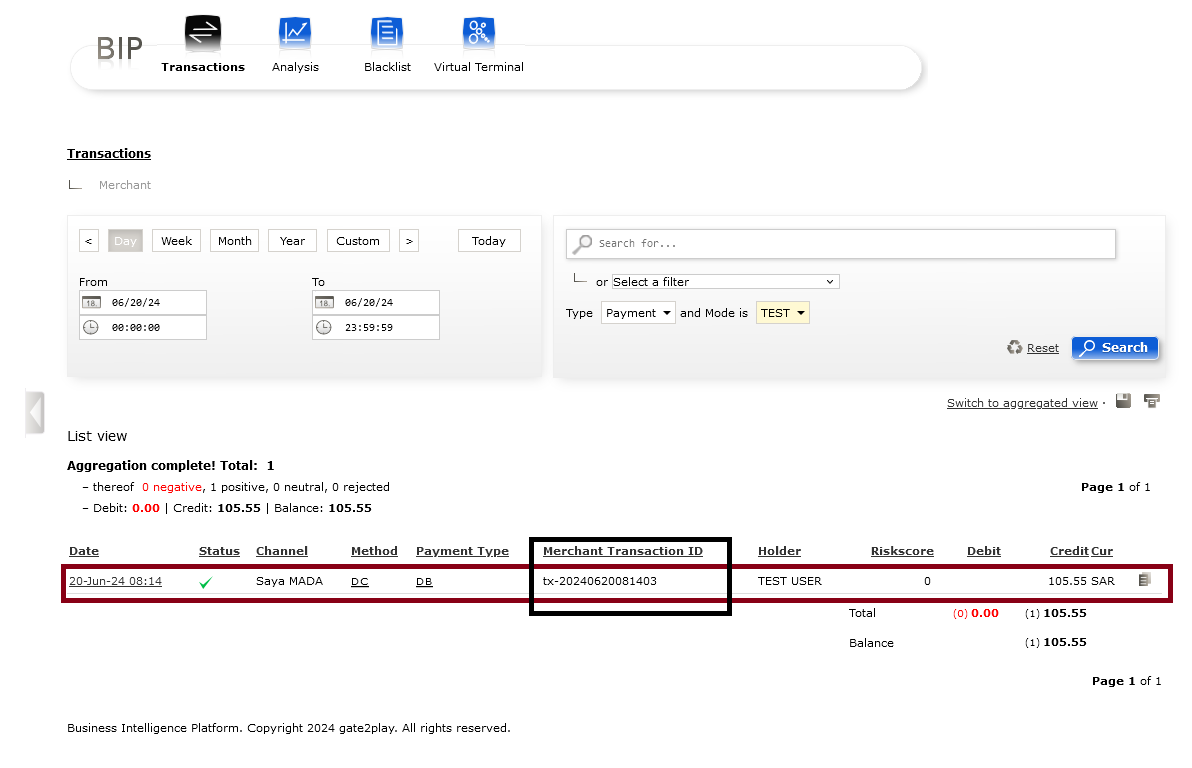 BIP
Transactions Analysis Blacklist Virtual Terminal
Transactions
Merchant
< Day Week Month Year Custom > Today
From To
18. 06/20/24 18. 06/20/24
00:00:00 23:59:59
Search for...
or Select a filter
Type Payment and Mode is TEST
Reset Search
Switch to aggregated view ·
List view
Aggregation complete! Total: 1
– thereof 0 negative, 1 positive, 0 neutral, 0 rejected
Page 1 of 1
– Debit: 0.00 | Credit: 105.55 | Balance: 105.55
Date Status Channel Method Payment Type Merchant Transaction ID Holder Riskscore Debit Credit Cur
20-Jun-24 08:14 Saya MADA DC DB tx-20240620081403 TEST USER 0 105.55 SAR
Total (0) 0.00 (1) 105.55
Balance (1) 105.55
Page 1 of 1
Business Intelligence Platform. Copyright 2024 gate2play. All rights reserved.